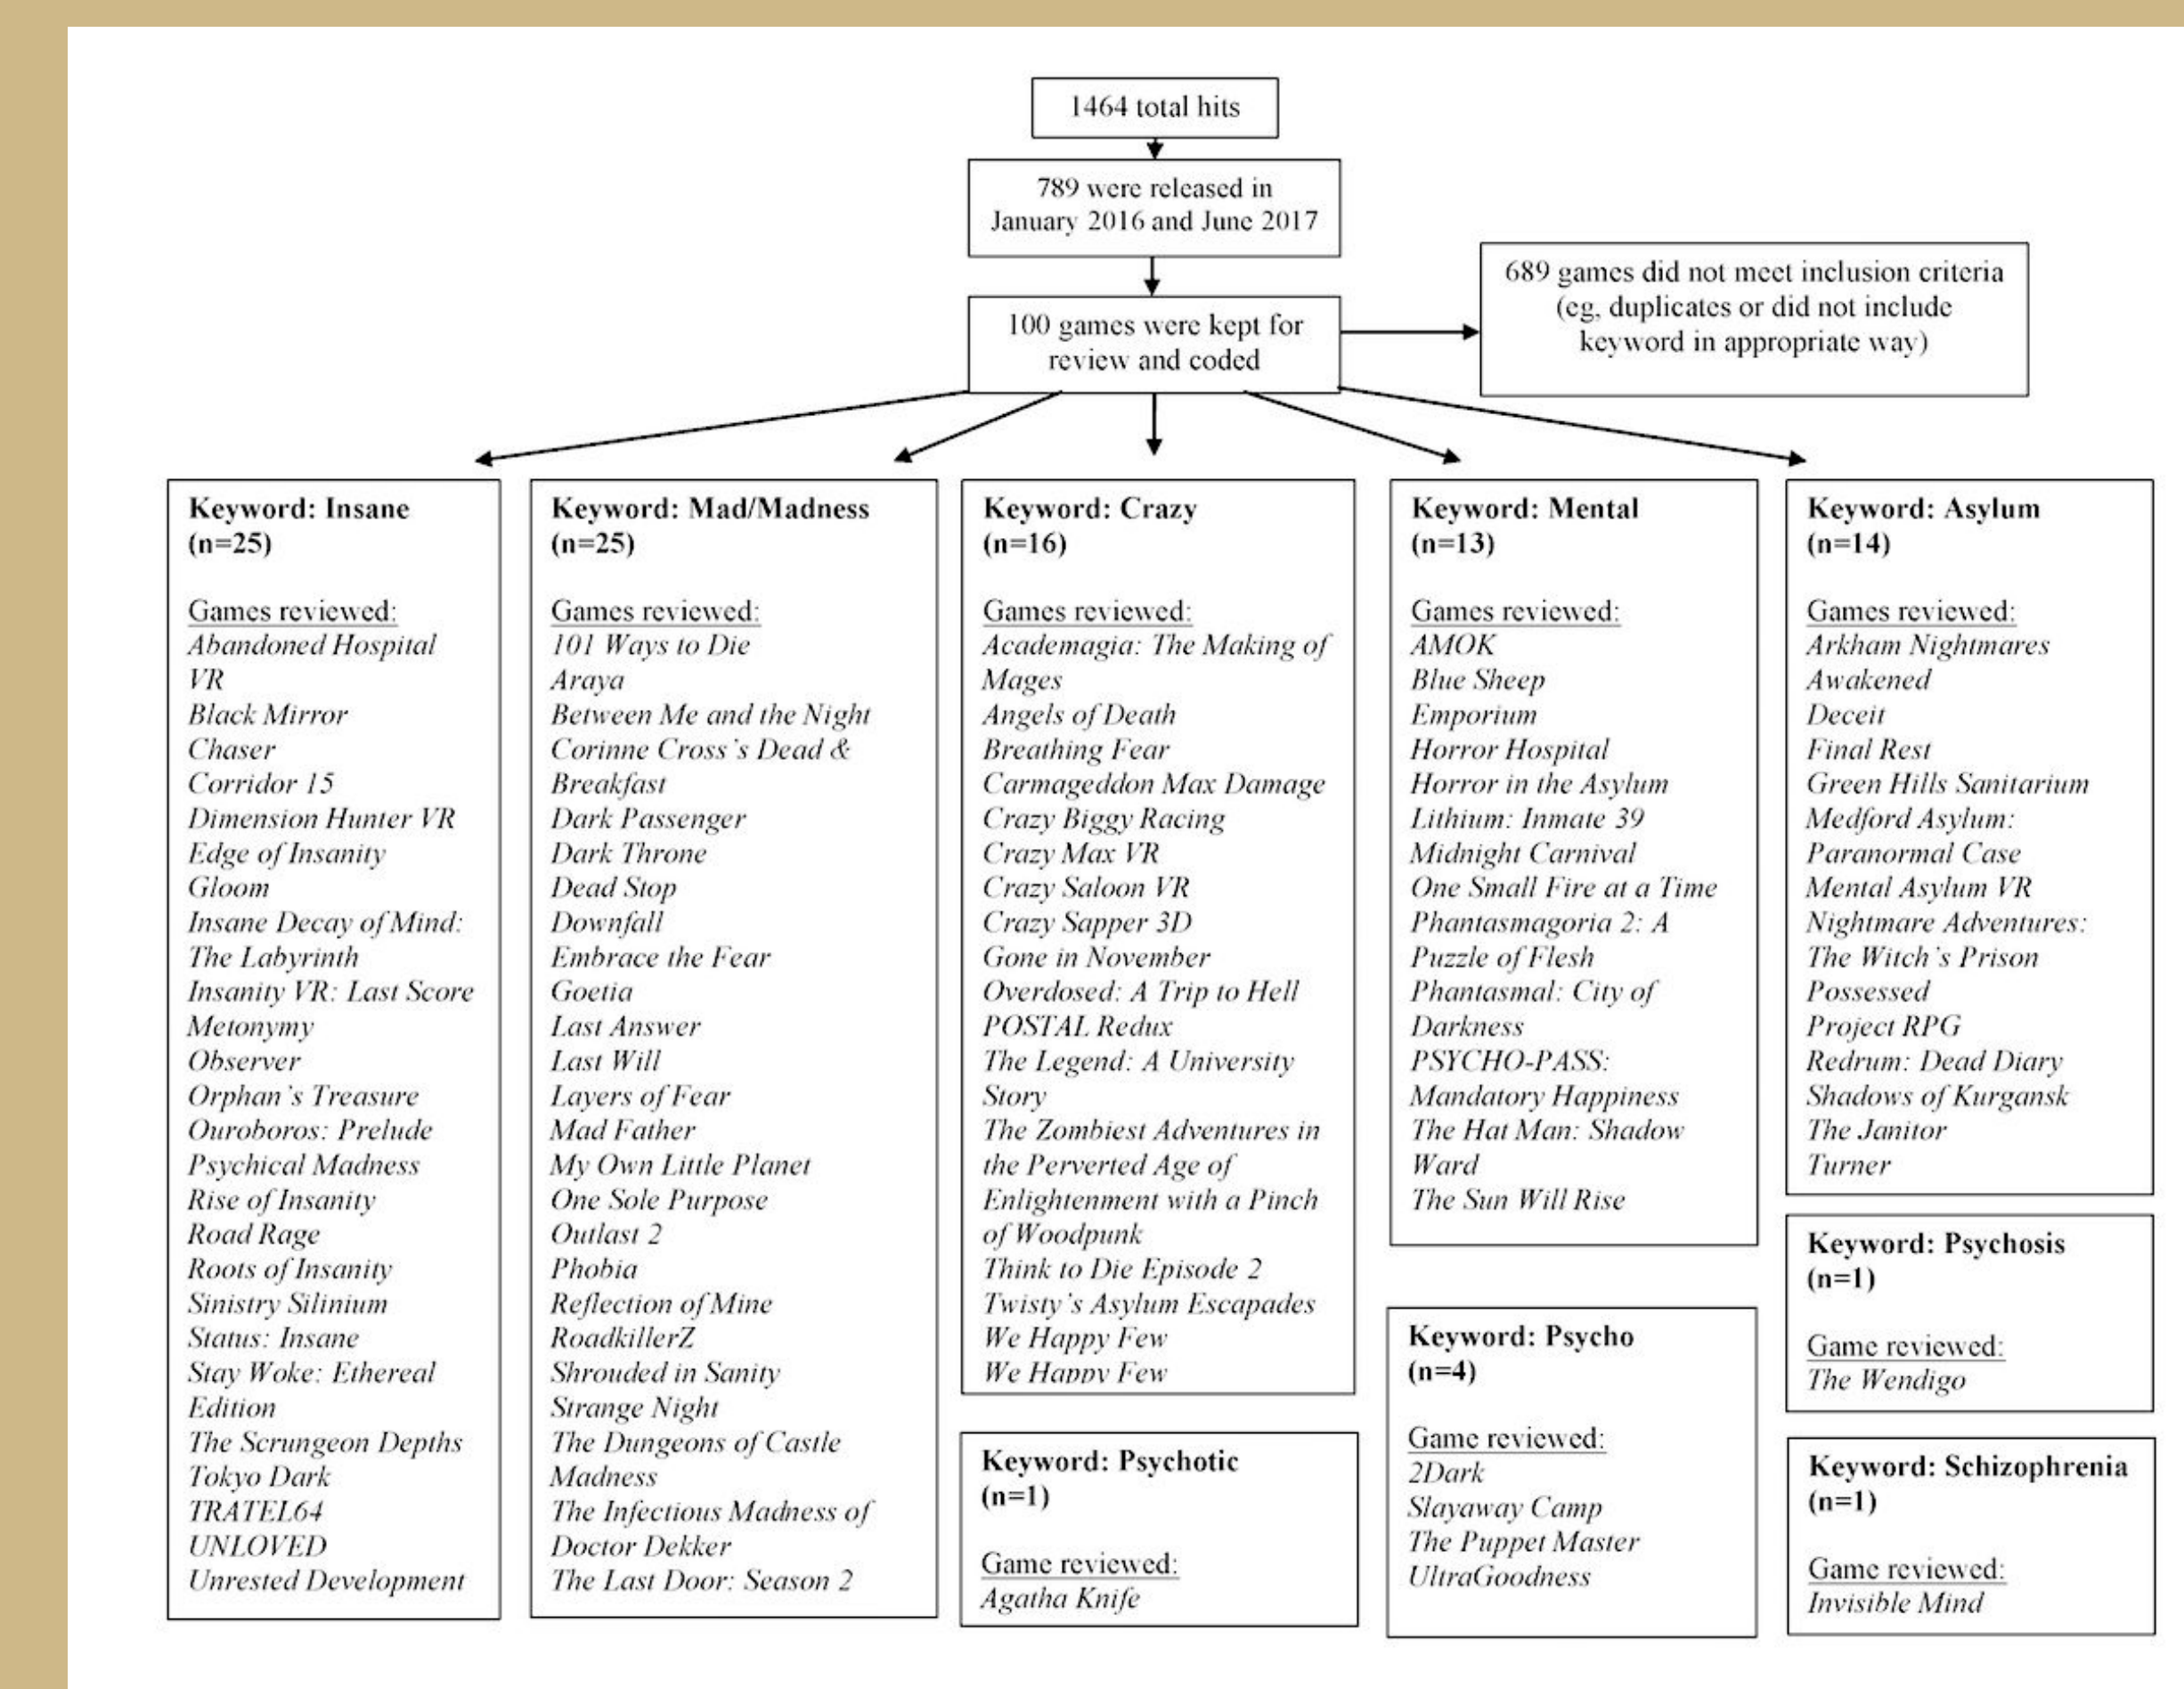 1464 total hits
789 were released in
January 2016 and June 2017
689 games did not meet inclusion criteria
(eg, duplicates or did not include
keyword in appropriate way)
100 games were kept for
review and coded
Keyword: Insane
(n=25)
Games reviewed:
Abandoned Hospital
VR
Black Mirror
Chaser
Corridor 15
Dimension Hunter VR
Edge of Insanity
Gloom
Insane Decay of Mind:
The Labyrinth
Insanity VR: Last Score
Metonymy
Observer
Orphan's Treasure
Ouroboros: Prelude
Psychical Madness
Rise of Insanity
Road Rage
Roots of Insanity
Sinistry Silinium
Status: Insane
Stay Woke: Ethereal
Edition
The Scrungeon Depths
Tokyo Dark
TRATEL64
UNLOVED
Unrested Development
Keyword: Mad/Madness
(n=25)
Games reviewed:
101 Ways to Die
Araya
Between Me and the Night
Corinne Cross's Dead &
Breakfast
Dark Passenger
Dark Throne
Dead Stop
Downfall
Embrace the Fear
Goetia
Last Answer
Last Will
Layers of Fear
Mad Father
My Own Little Planet
One Sole Purpose
Outlast 2
Phobia
Reflection of Mine
RoadkillerZ
Shrouded in Sanity
Strange Night
The Dungeons of Castle
Madness
The Infectious Madness of
Doctor Dekker
The Last Door: Season 2
Keyword: Crazy
(n=16)
Games reviewed:
Academagia: The Making of
Mages
Angels of Death
Breathing Fear
Carmageddon Max Damage
Crazy Biggy Racing
Crazy Max VR
Crazy Saloon VR
Crazy Sapper 3D
Gone in November
Overdosed: A Trip to Hell
POSTAL Redux
The Legend: A University
Story
The Zombiest Adventures in
the Perverted Age of
Enlightenment with a Pinch
of Woodpunk
Think to Die Episode 2
Twisty's Asylum Escapades
We Happy Few
We Happy Few
Keyword: Psychotic
(n=1)
Game reviewed:
Agatha Knife
Keyword: Mental
(n=13)
Games reviewed:
AMOK
Blue Sheep
Emporium
Horror Hospital
Horror in the Asylum
Lithium: Inmate 39
Midnight Carnival
One Small Fire at a Time
Phantasmagoria 2: A
Puzzle of Flesh
Phantasmal: City of
Darkness
PSYCHO-PASS:
Mandatory Happiness
The Hat Man: Shadow
Ward
The Sun Will Rise
Keyword: Psycho
(n=4)
Game reviewed:
2Dark
Slayaway Camp
The Puppet Master
UltraGoodness
Keyword: Asylum
(n=14)
Games reviewed:
Arkham Nightmares
Awakened
Deceit
Final Rest
Green Hills Sanitarium
Medford Asylum:
Paranormal Case
Mental Asylum VR
Nightmare Adventures:
The Witch's Prison
Possessed
Project RPG
Redrum: Dead Diary
Shadows of Kurgansk
The Janitor
Turner
Keyword: Psychosis
(n=1)
Game reviewed:
The Wendigo
Keyword: Schizophrenia
(n=1)
Game reviewed:
Invisible Mind